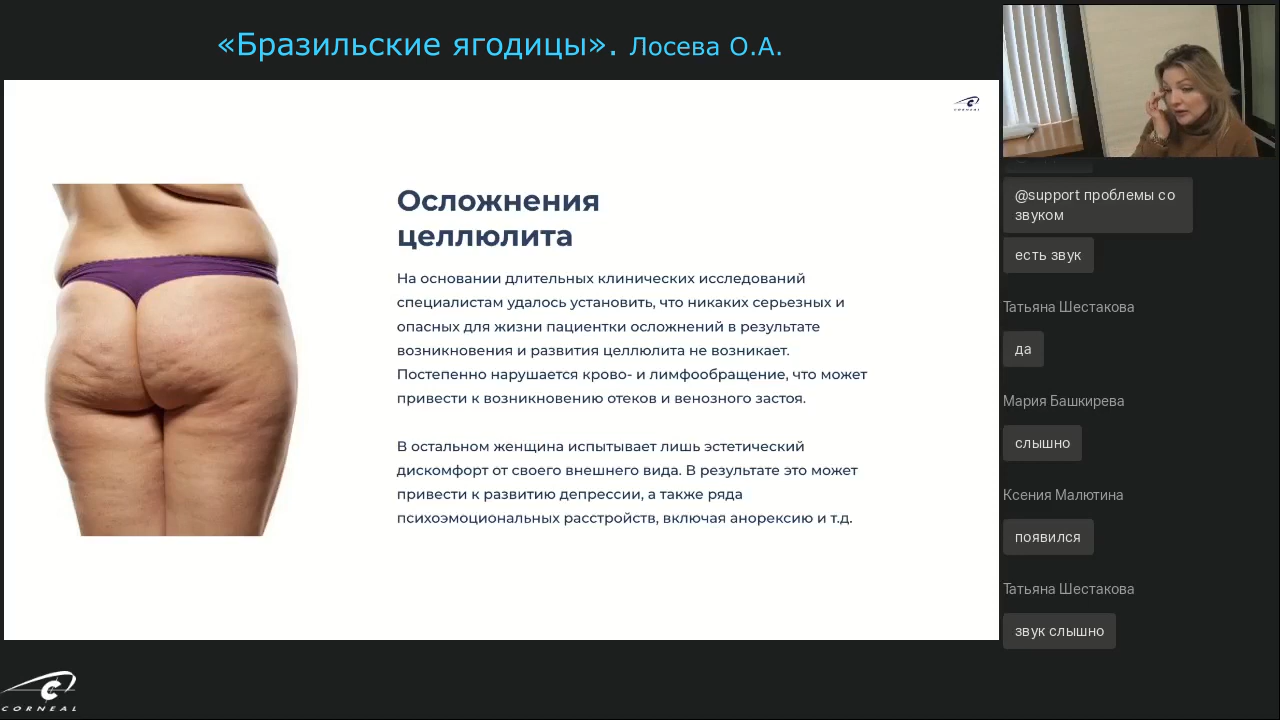 «Бразильские ягодицы». Лосева О.А.
CORNEAL
Осложнения
целлюлита
На основании длительных клинических исследований
специалистам удалось установить, что никаких серьезных и
опасных для жизни пациентки осложнений в результате
возникновения и развития целлюлита не возникает.
Постепенно нарушается крово- и лимфообращение, что может
привести к возникновению отеков и венозного застоя.
В остальном женщина испытывает лишь эстетический
дискомфорт от своего внешнего вида. В результате это может
привести к развитию депрессии, а также ряда
психоэмоциональных расстройств, включая анорексию и т.д.
@support проблемы со
звуком
есть звук
Татьяна Шестакова
да
Мария Башкирева
слышно
Ксения Малютина
появился
Татьяна Шестакова
звук слышно
CORNEAL